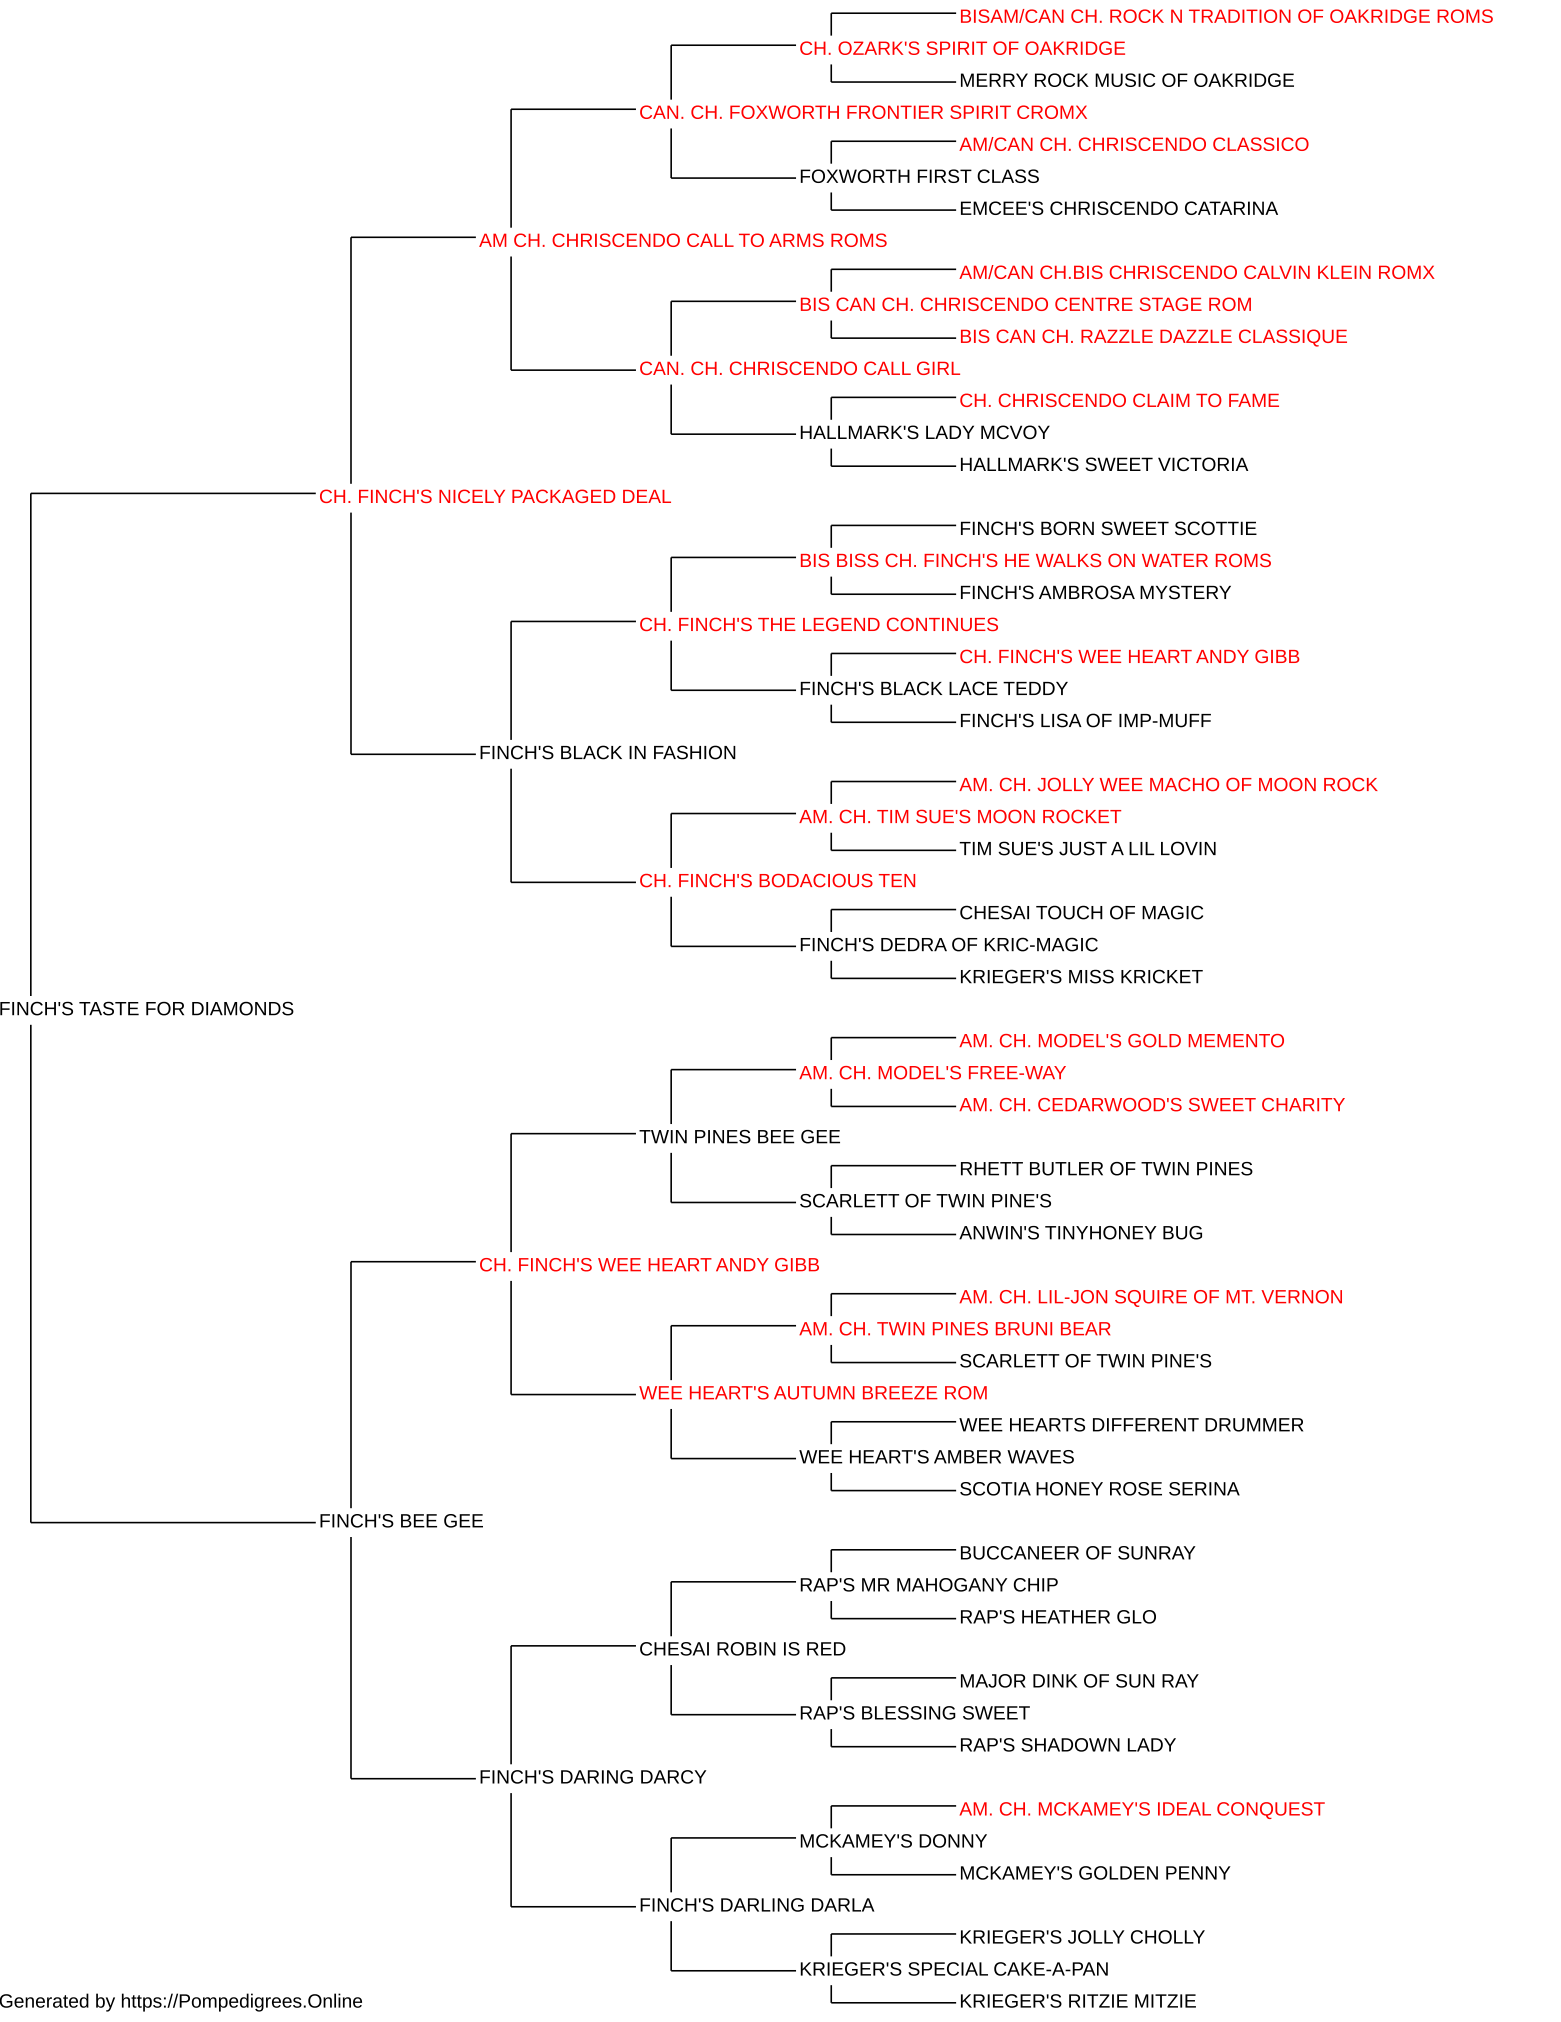 BISAM/CAN CH. ROCK N TRADITION OF OAKRIDGE ROMS
CH. OZARK'S SPIRIT OF OAKRIDGE
MERRY ROCK MUSIC OF OAKRIDGE
CAN. CH. FOXWORTH FRONTIER SPIRIT CROMX
AM/CAN CH. CHRISCENDO CLASSICO
FOXWORTH FIRST CLASS
EMCEE'S CHRISCENDO CATARINA
AM CH. CHRISCENDO CALL TO ARMS ROMS
AM/CAN CH.BIS CHRISCENDO CALVIN KLEIN ROMX
BIS CAN CH. CHRISCENDO CENTRE STAGE ROM
BIS CAN CH. RAZZLE DAZZLE CLASSIQUE
CAN. CH. CHRISCENDO CALL GIRL
CH. CHRISCENDO CLAIM TO FAME
HALLMARK'S LADY MCVOY
HALLMARK'S SWEET VICTORIA
CH. FINCH'S NICELY PACKAGED DEAL
FINCH'S BORN SWEET SCOTTIE
BIS BISS CH. FINCH'S HE WALKS ON WATER ROMS
FINCH'S AMBROSA MYSTERY
CH. FINCH'S THE LEGEND CONTINUES
CH. FINCH'S WEE HEART ANDY GIBB
FINCH'S BLACK LACE TEDDY
FINCH'S LISA OF IMP-MUFF
FINCH'S BLACK IN FASHION
AM. CH. JOLLY WEE MACHO OF MOON ROCK
AM. CH. TIM SUE'S MOON ROCKET
TIM SUE'S JUST A LIL LOVIN
CH. FINCH'S BODACIOUS TEN
CHESAI TOUCH OF MAGIC
FINCH'S DEDRA OF KRIC-MAGIC
KRIEGER'S MISS KRICKET
FINCH'S TASTE FOR DIAMONDS
AM. CH. MODEL'S GOLD MEMENTO
AM. CH. MODEL'S FREE-WAY
AM. CH. CEDARWOOD'S SWEET CHARITY
TWIN PINES BEE GEE
RHETT BUTLER OF TWIN PINES
SCARLETT OF TWIN PINE'S
ANWIN'S TINYHONEY BUG
CH. FINCH'S WEE HEART ANDY GIBB
AM. CH. LIL-JON SQUIRE OF MT. VERNON
AM. CH. TWIN PINES BRUNI BEAR
SCARLETT OF TWIN PINE'S
WEE HEART'S AUTUMN BREEZE ROM
WEE HEARTS DIFFERENT DRUMMER
WEE HEART'S AMBER WAVES
SCOTIA HONEY ROSE SERINA
FINCH'S BEE GEE
BUCCANEER OF SUNRAY
RAP'S MR MAHOGANY CHIP
RAP'S HEATHER GLO
CHESAI ROBIN IS RED
MAJOR DINK OF SUN RAY
RAP'S BLESSING SWEET
RAP'S SHADOWN LADY
FINCH'S DARING DARCY
AM. CH. MCKAMEY'S IDEAL CONQUEST
MCKAMEY'S DONNY
MCKAMEY'S GOLDEN PENNY
FINCH'S DARLING DARLA
KRIEGER'S JOLLY CHOLLY
KRIEGER'S SPECIAL CAKE-A-PAN
KRIEGER'S RITZIE MITZIE
Generated by https://Pompedigrees.Online